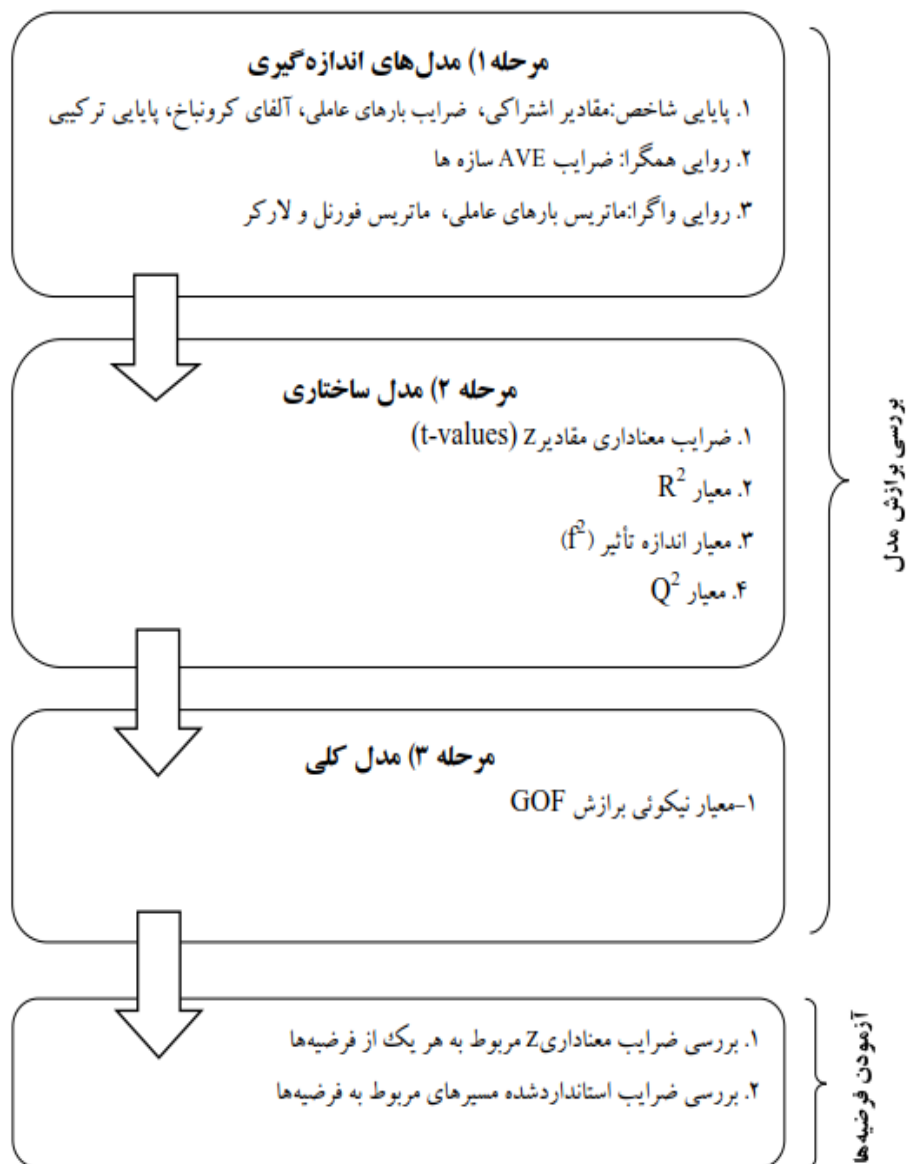 مرحله۱) مدل‌های اندازه‌گیری
۱. پایایی شاخص:مقادیر اشتراکی، ضرایب بارهای عاملی، آلفای کرونباخ، پایایی ترکیبی
۲. روایی همگرا: ضرایب AVE سازه ها
۳. روایی واگرا:ماتریس بارهای عاملی، ماتریس فورنل و لارکر
مرحله ۲) مدل ساختاری
۱. ضرایب معناداری مقادیرz (t-values)
۲. معیار R²
۳. معیار اندازه تأثیر (f²)
۴. معیار Q²
مرحله ۳) مدل کلی
۱-معیار نیکوئی برازش GOF
بررسی برازش مدل
۱. بررسی ضرایب معناداریz مربوط به هر یک از فرضیه‌ها
۲. بررسی ضرایب استانداردشده مسیرهای مربوط به فرضیه‌ها
آزمودن فرضیه‌ها